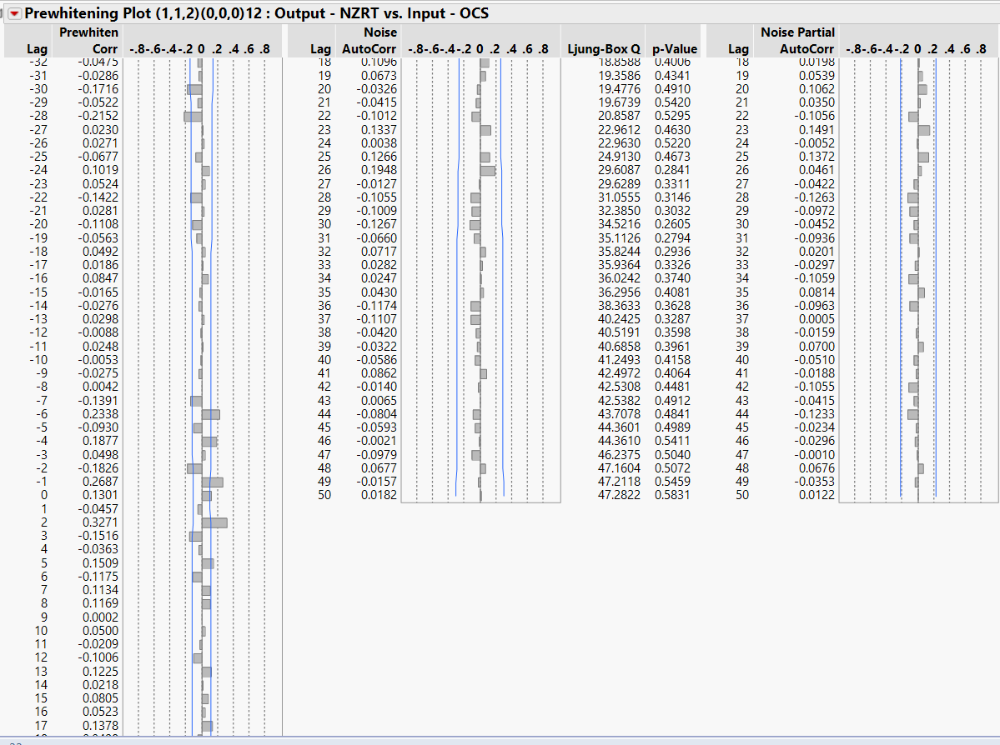 Prewhitening Plot (1,1,2)(0,0,0)12 : Output - NZRT vs. Input - OCS
Prewhiten Noise Noise Partial
Lag Corr -.8-.6-.4-.2 0 .2 .4 .6 .8 Lag AutoCorr -.8-.6-.4-.2 0 .2 .4 .6 .8 Ljung-Box Q p-Value Lag AutoCorr -.8-.6-.4-.2 0 .2 .4 .6 .8
-32 -0.0475 18 0.1096 18.8588 0.4006 18 0.0198
-31 -0.0286 19 0.0673 19.3586 0.4341 19 0.0539
-30 -0.1716 20 -0.0326 19.4776 0.4910 20 0.1062
-29 -0.0522 21 -0.0415 19.6739 0.5420 21 0.0350
-28 -0.2152 22 -0.1012 20.8587 0.5295 22 -0.1056
-27 0.0230 23 0.1337 22.9612 0.4630 23 0.1491
-26 0.0271 24 0.0038 22.9630 0.5220 24 -0.0052
-25 -0.0677 25 0.1266 24.9130 0.4673 25 0.1372
-24 0.1019 26 0.1948 29.6087 0.2841 26 0.0461
-23 0.0524 27 -0.0127 29.6289 0.3311 27 -0.0422
-22 -0.1422 28 -0.1055 31.0555 0.3146 28 -0.1263
-21 0.0281 29 -0.1009 32.3850 0.3032 29 -0.0972
-20 -0.1108 30 -0.1267 34.5216 0.2605 30 -0.0452
-19 -0.0563 31 -0.0660 35.1126 0.2794 31 -0.0936
-18 0.0492 32 0.0717 35.8244 0.2936 32 0.0201
-17 0.0186 33 0.0282 35.9364 0.3326 33 -0.0297
-16 0.0847 34 0.0247 36.0242 0.3740 34 -0.1059
-15 -0.0165 35 0.0430 36.2956 0.4081 35 0.0814
-14 -0.0276 36 -0.1174 38.3633 0.3628 36 -0.0963
-13 0.0298 37 -0.1107 40.2425 0.3287 37 0.0005
-12 -0.0088 38 -0.0420 40.5191 0.3598 38 -0.0159
-11 0.0248 39 -0.0322 40.6858 0.3961 39 0.0700
-10 -0.0053 40 -0.0586 41.2493 0.4158 40 -0.0510
-9 -0.0275 41 0.0862 42.4972 0.4064 41 -0.0188
-8 0.0042 42 -0.0140 42.5308 0.4481 42 -0.1055
-7 -0.1391 43 0.0065 42.5382 0.4912 43 -0.0415
-6 0.2338 44 -0.0804 43.7078 0.4841 44 -0.1233
-5 -0.0930 45 -0.0593 44.3601 0.4989 45 -0.0234
-4 0.1877 46 -0.0021 44.3610 0.5411 46 -0.0296
-3 0.0498 47 -0.0979 46.2375 0.5040 47 -0.0010
-2 -0.1826 48 0.0677 47.1604 0.5072 48 0.0676
-1 0.2687 49 -0.0157 47.2118 0.5459 49 -0.0353
0 0.1301 50 0.0182 47.2822 0.5831 50 0.0122
1 -0.0457
2 0.3271
3 -0.1516
4 -0.0363
5 0.1509
6 -0.1175
7 0.1134
8 0.1169
9 0.0002
10 0.0500
11 -0.0209
12 -0.1006
13 0.1225
14 0.0218
15 0.0805
16 0.0523
17 0.1378